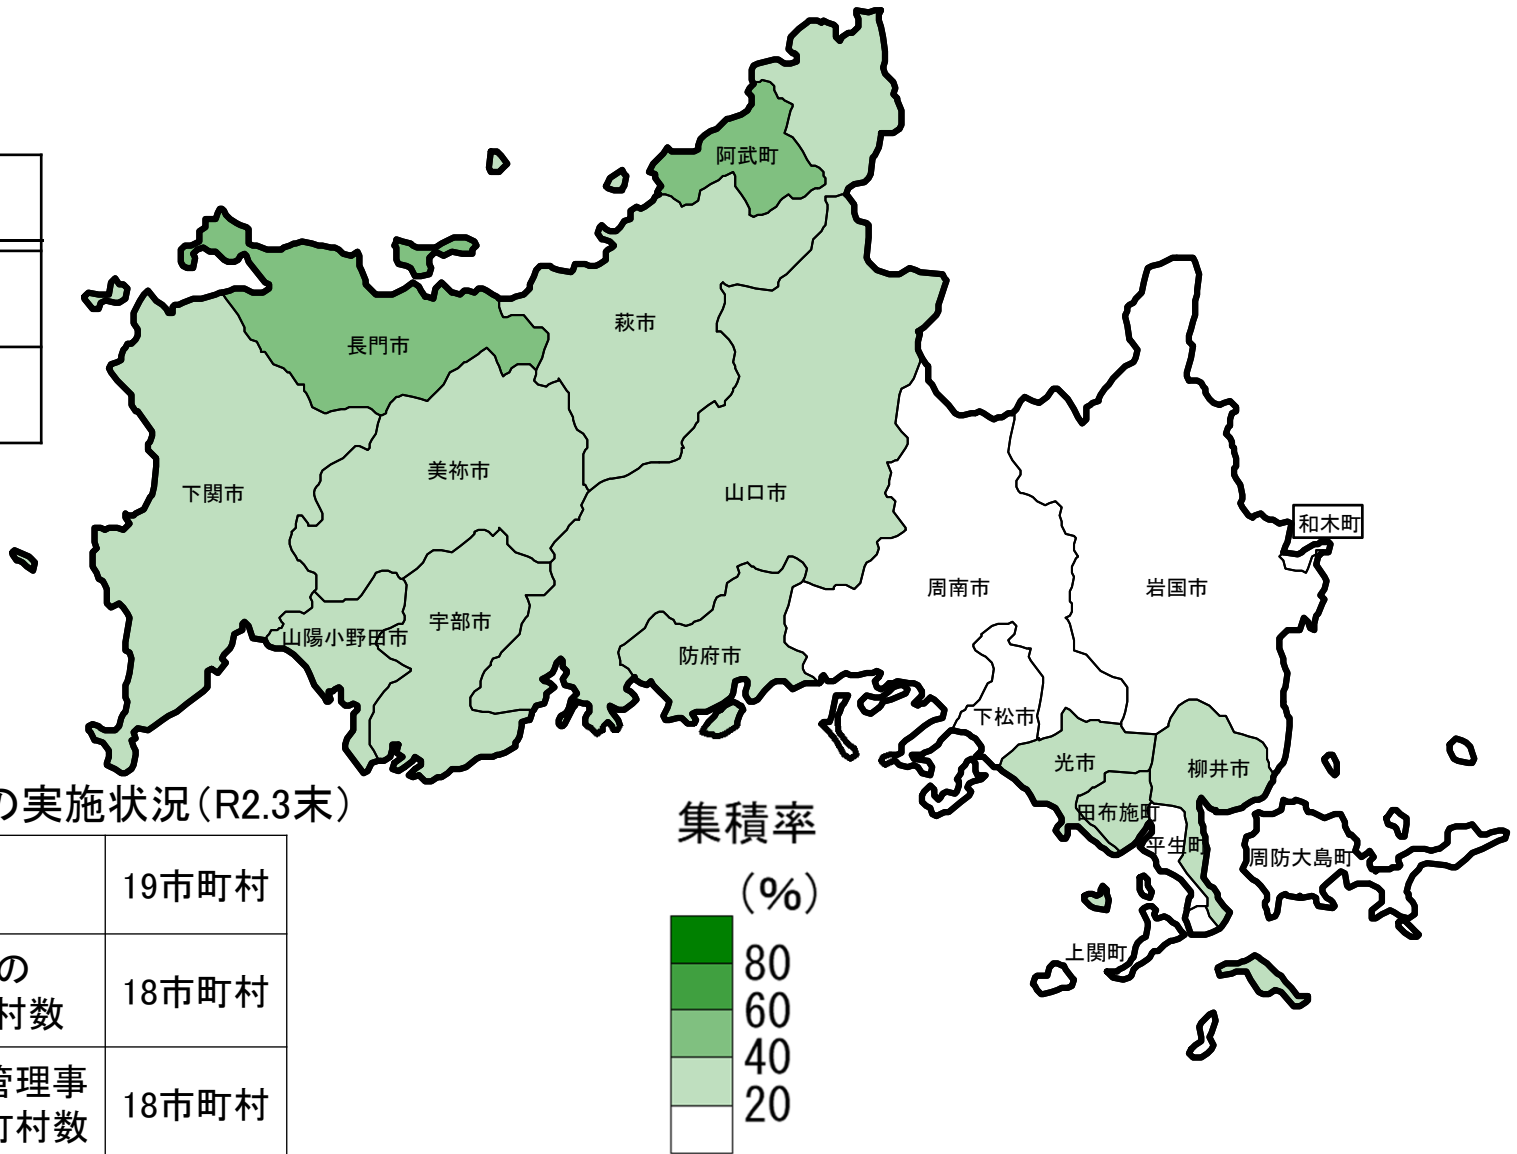 阿武町
萩市
長門市
美祢市
下関市
山口市
和木町
周南市
岩国市
宇部市
山陽小野田市
防府市
下松市
光市
柳井市
田布施町
平生町
周防大島町
上関町
の実施状況（R2.3末）
19市町村
の
村数
18市町村
管理事
町村数
18市町村
集積率
（%）
80
60
40
20